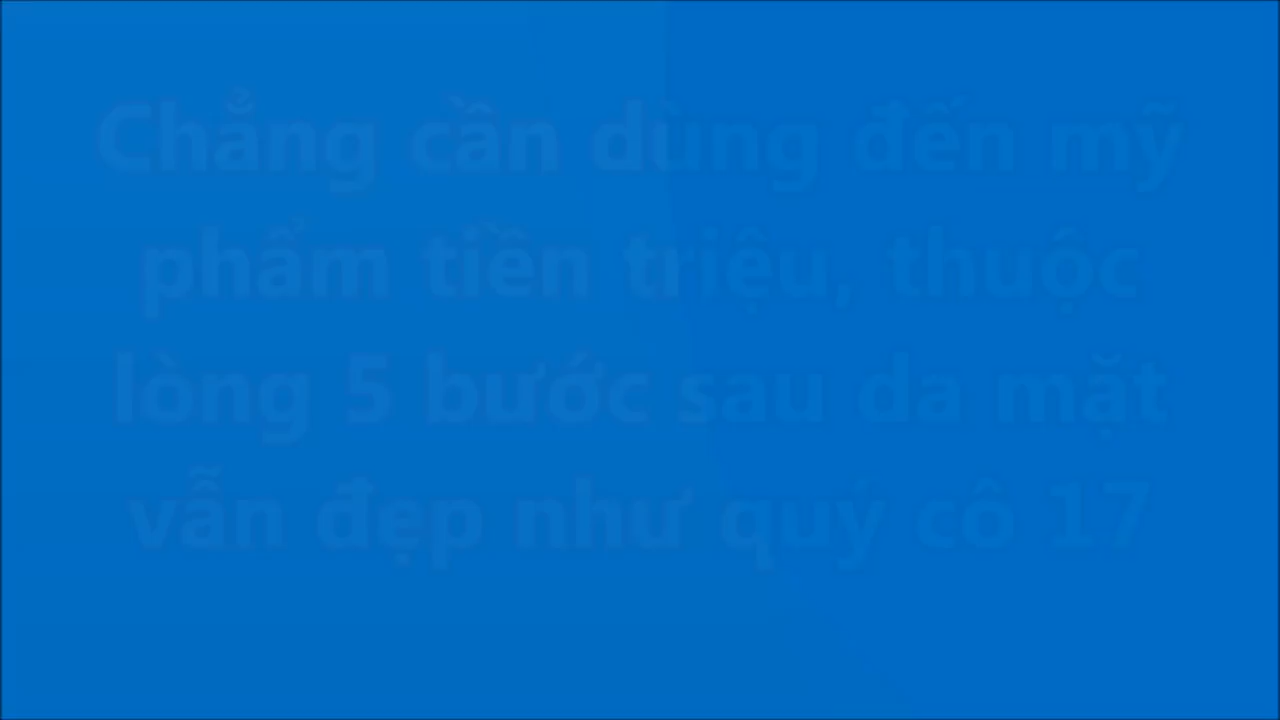 Chẳng cần dùng đến mỹ
phẩm tiền triệu, thuộc
lòng 5 bước sau da mặt
vẫn đẹp như quý cô 17